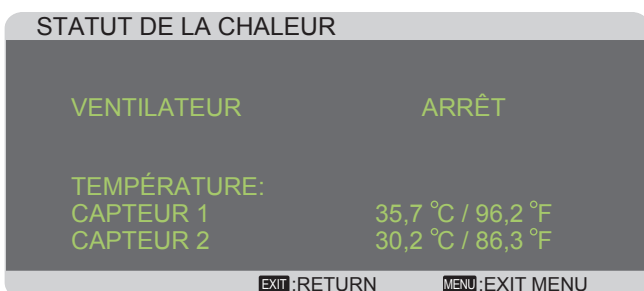 STATUT DE LA CHALEUR
VENTILATEUR ARRÊT
TEMPÉRATURE:
CAPTEUR 1 35,7 °C / 96,2 °F
CAPTEUR 2 30,2 °C / 86,3 °F
EXIT:RETURN MENU:EXIT MENU